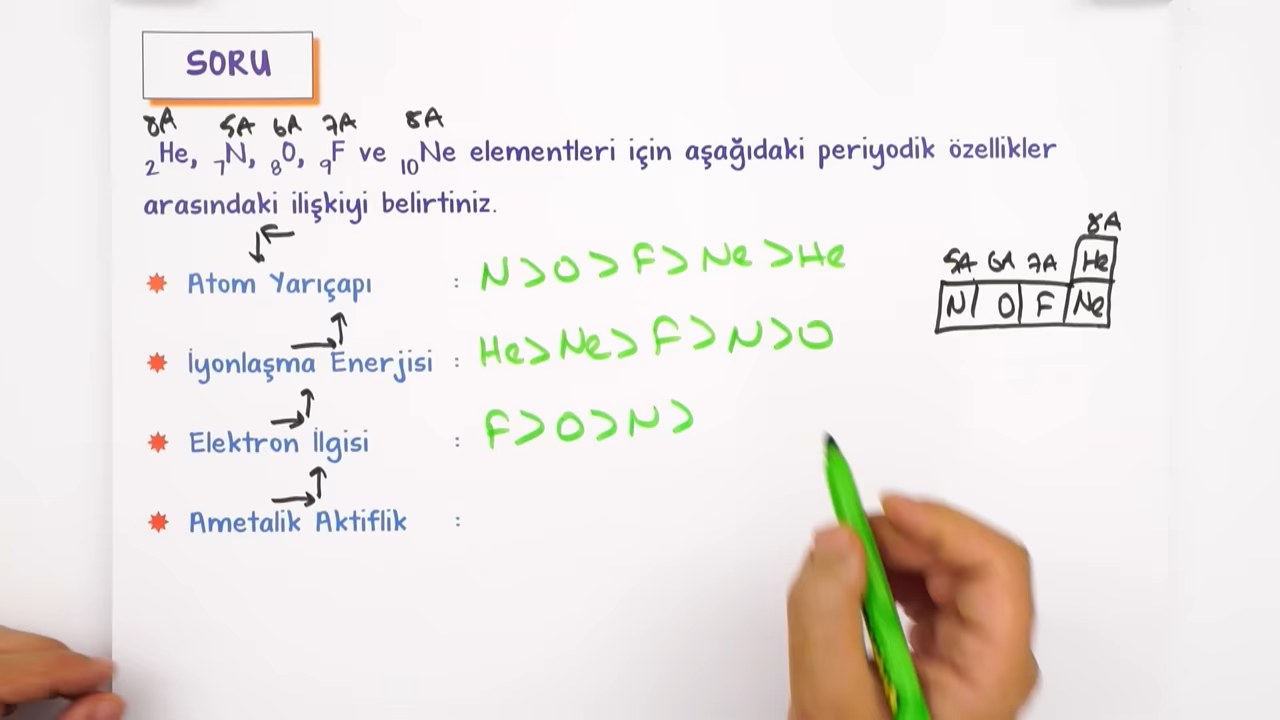 SORU
8A 5A 6A 7A 8A
₂He, ₇N, ₈O, ₉F ve ₁₀Ne elementleri için aşağıdaki periyodik özellikler
arasındaki ilişkiyi belirtiniz.
Atom Yarıçapı : N > O > F > Ne > He
İyonlaşma Enerjisi : He > Ne > F > N > O
Elektron İlgisi : F > O > N >
Ametalik Aktiflik :
8A
5A 6A 7A He
N O F Ne